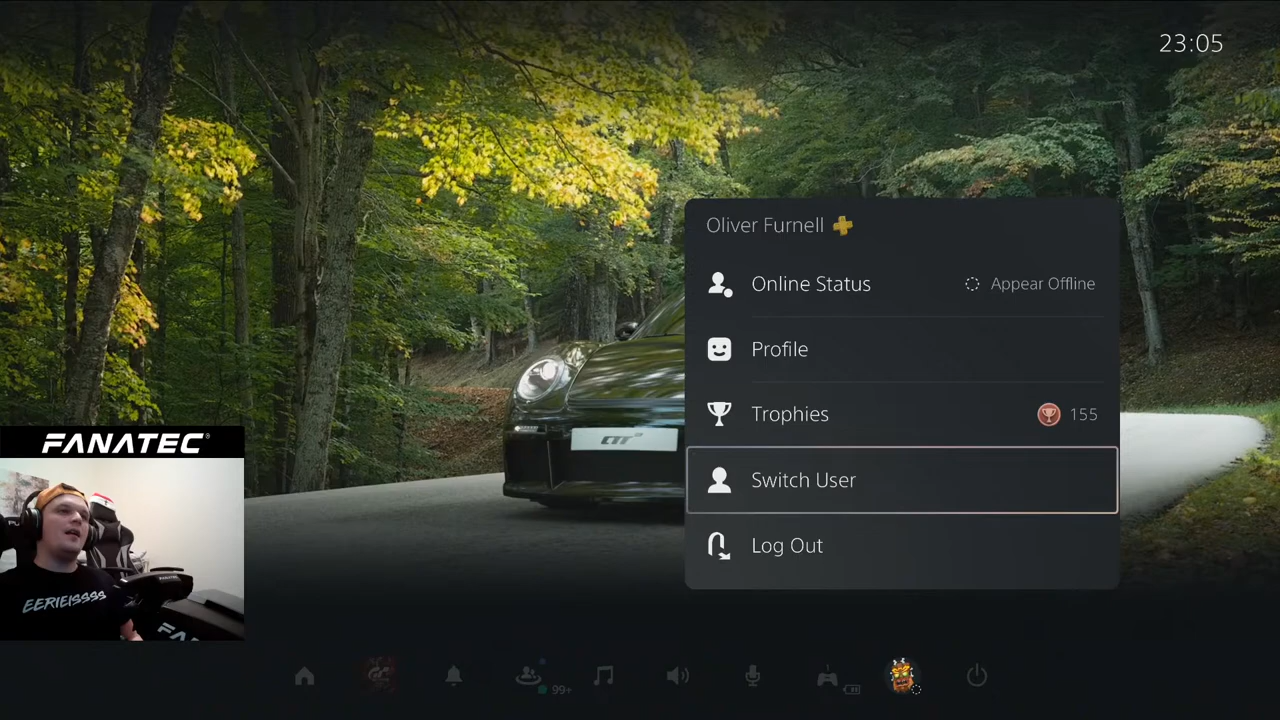 23:05
Oliver Furnell
Online Status
Appear Offline
Profile
Trophies
155
Switch User
Log Out
FANATEC®
EERIEISSSS
99+